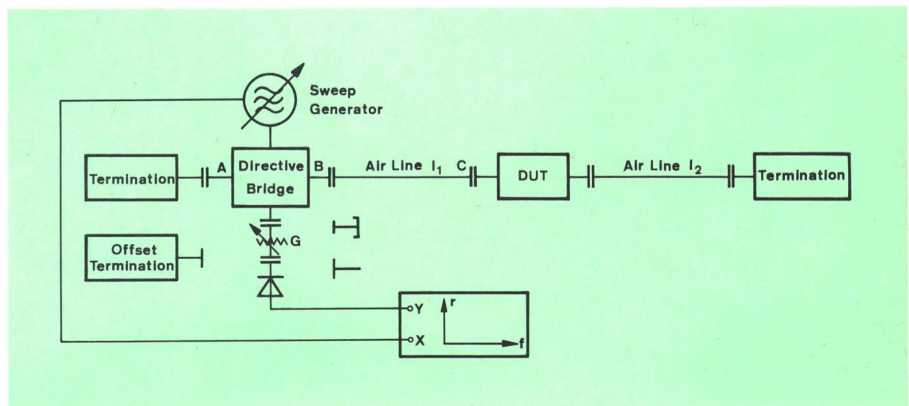 Sweep
Generator
Termination
A
Directive
Bridge
B
Air Line l₁
C
DUT
Air Line l₂
Termination
Offset
Termination
G
Y
r
X
f